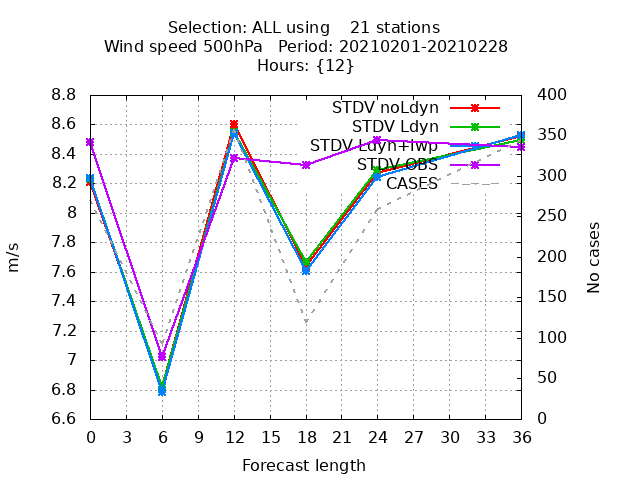 Selection: ALL using 21 stations
Wind speed 500hPa Period: 20210201-20210228
Hours: {12}
STDV noLdyn
STDV Ldyn
STDV Ldyn+fwp
STDV OBS
CASES
8.8
8.6
8.4
8.2
8
7.8
7.6
7.4
7.2
7
6.8
6.6
m/s
400
350
300
250
200
150
100
50
0
No cases
0 3 6 9 12 15 18 21 24 27 30 33 36
Forecast length